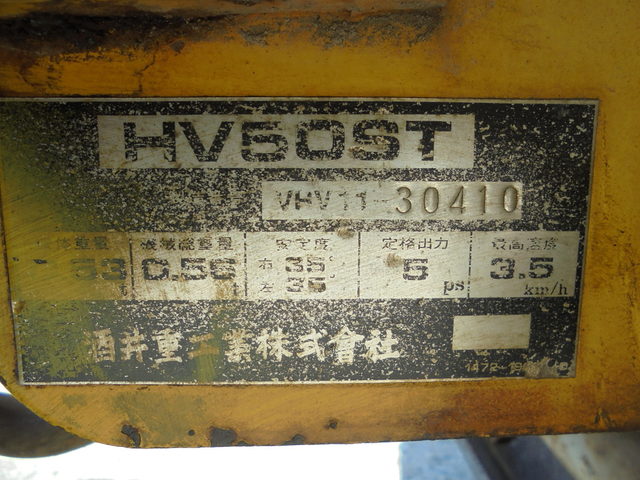 HV50ST
VHV11-30410
機械総重量 安定度 定格出力 最高速度
0.56 t 右 35° 左 35° 5 ps 3.5 km/h
酒井重工業株式會社